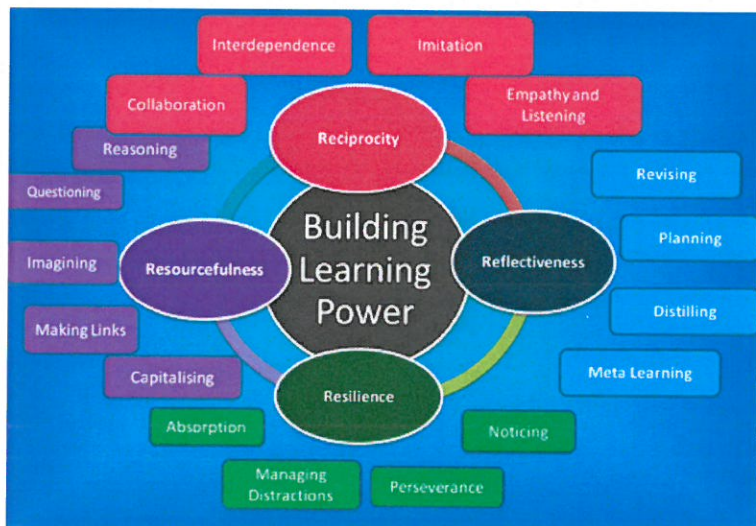 Interdependence
Imitation
Collaboration
Empathy and
Listening
Reciprocity
Reasoning
Questioning
Imagining
Making Links
Capitalising
Resourcefulness
Building
Learning
Power
Reflectiveness
Revising
Planning
Distilling
Meta Learning
Resilience
Absorption
Managing
Distractions
Perseverance
Noticing